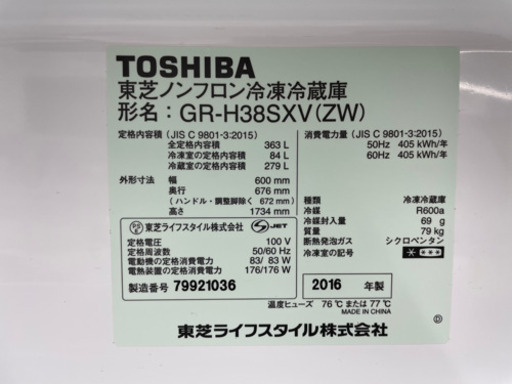 TOSHIBA
東芝ノンフロン冷凍冷蔵庫
形名：GR-H38SXV(ZW)
定格内容積 (JIS C 9801-3:2015)
全定格内容積 363 L
冷凍室の定格内容積 84 L
冷蔵室の定格内容積 279 L
外形寸法 幅 600 mm
奥行 676 mm
(ハンドル・調整脚除く 672 mm)
高さ 1734 mm
消費電力量 (JIS C 9801-3:2015)
50Hz 405 kWh/年
60Hz 405 kWh/年
種類 冷凍冷蔵庫
冷媒 R600a
冷媒封入量 69 g
質量 79 kg
断熱発泡ガス シクロペンタン
冷凍室の記号
東芝ライフスタイル株式会社 JET
定格電圧 100 V
定格周波数 50/60 Hz
電動機の定格消費電力 83/ 83 W
電熱装置の定格消費電力 176/176 W
製造番号 79921036
2016 年製
温度ヒューズ 76℃ または 77℃
MADE IN CHINA
東芝ライフスタイル株式会社
Ⓓ